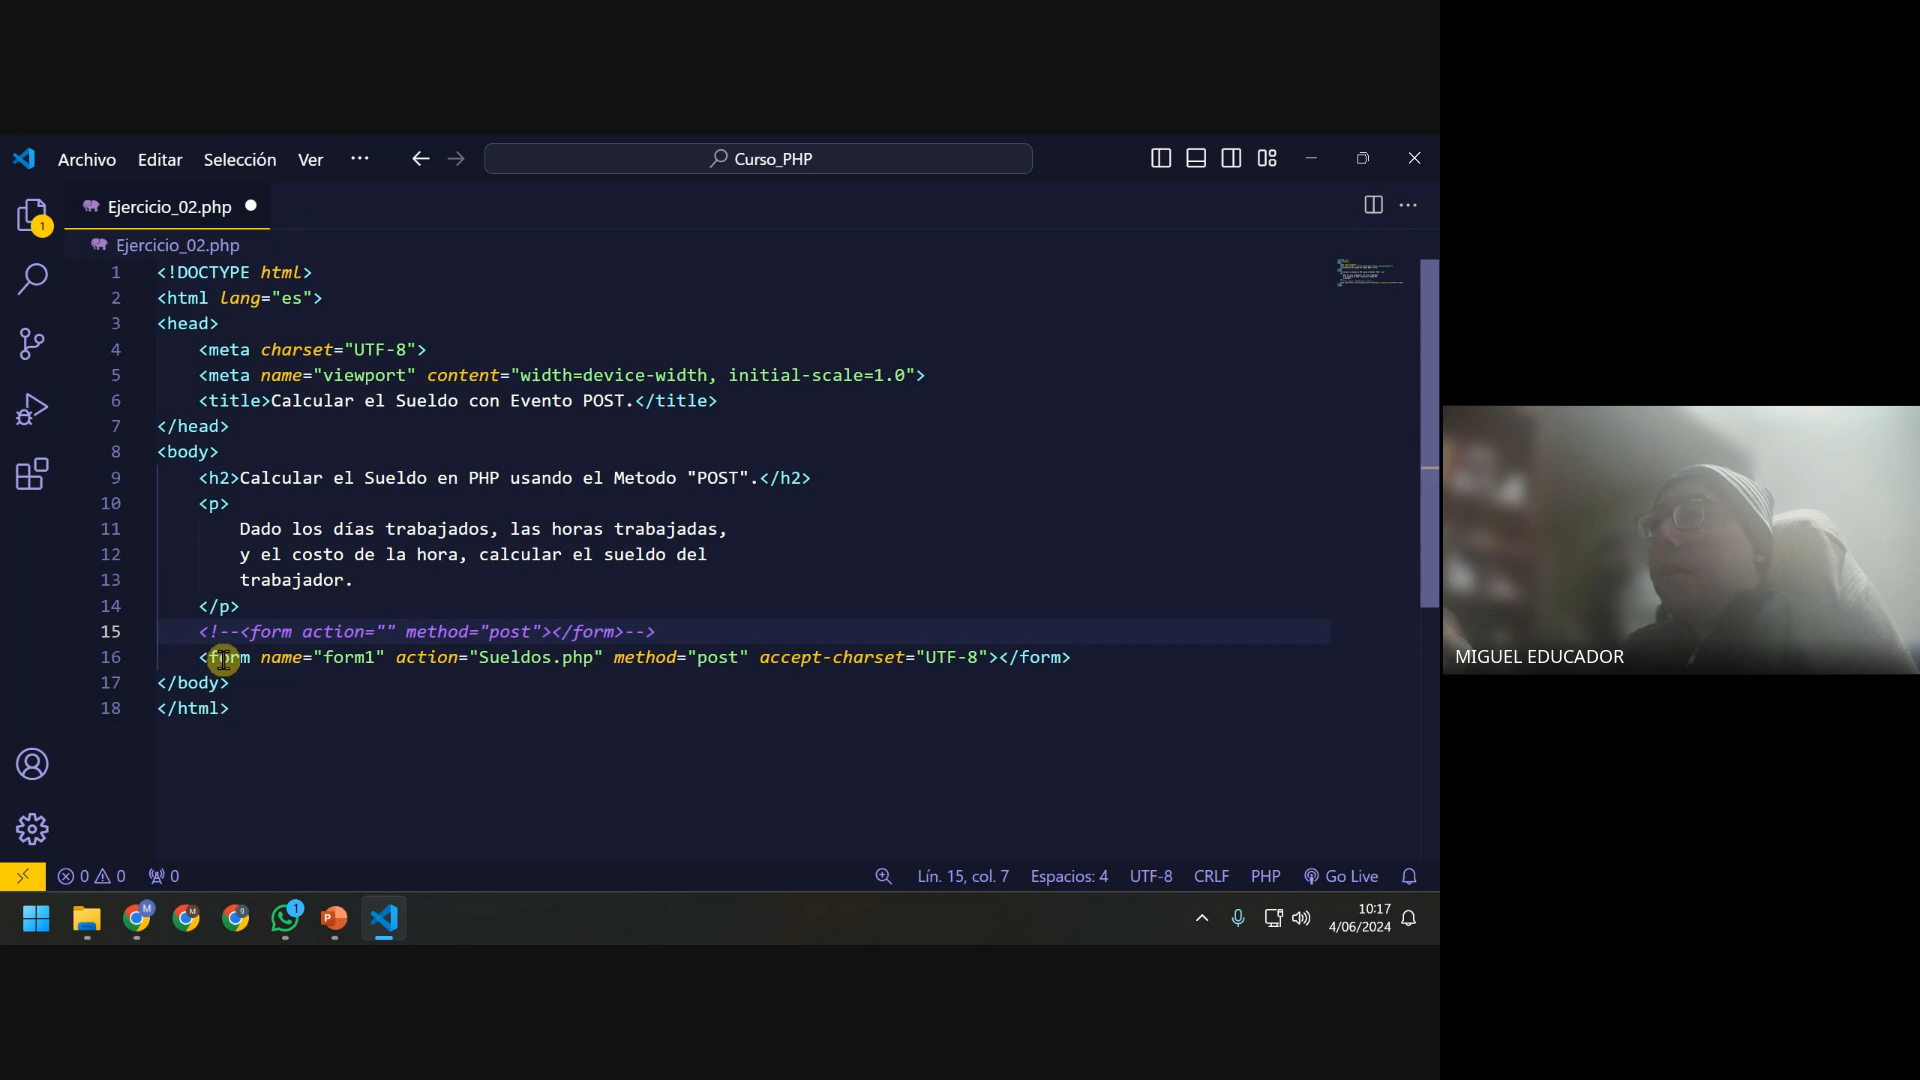 Archivo Editar Selección Ver ··· Curso_PHP
Ejercicio_02.php
1
Ejercicio_02.php
1 <!DOCTYPE html>
2 <html lang="es">
3 <head>
4 <meta charset="UTF-8">
5 <meta name="viewport" content="width=device-width, initial-scale=1.0">
6 <title>Calcular el Sueldo con Evento POST.</title>
7 </head>
8 <body>
9 <h2>Calcular el Sueldo en PHP usando el Metodo "POST".</h2>
10 <p>
11 Dado los días trabajados, las horas trabajadas,
12 y el costo de la hora, calcular el sueldo del
13 trabajador.
14 </p>
15 <!--<form action="" method="post"></form>-->
16 <form name="form1" action="Sueldos.php" method="post" accept-charset="UTF-8"></form>
17 </body>
18 </html>
MIGUEL EDUCADOR
0 0 0 Lín. 15, col. 7 Espacios: 4 UTF-8 CRLF PHP Go Live
M M g 1 P
10:17
4/06/2024